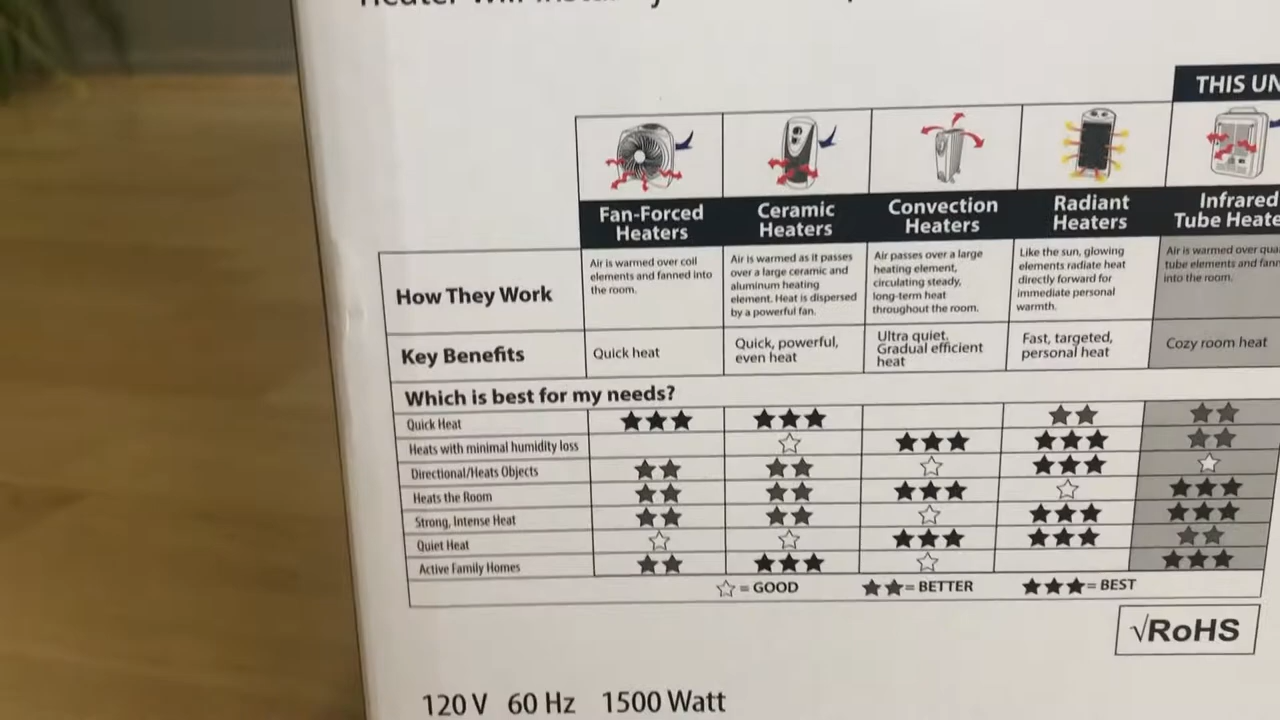 Heater Will
THIS
Fan-Forced
Heaters
Ceramic
Heaters
Convection
Heaters
Radiant
Heaters
Infrared
Tube
How They Work
Air is warmed over coil
elements and fanned into
the room.
Air is warmed as it passes
over a large ceramic and
aluminum heating
element. Heat is dispersed
by a powerful fan.
Air passes over a large
heating element,
circulating steady,
long-term heat
throughout the room.
Like the sun, glowing
elements radiate heat
directly forward for
immediate personal
warmth.
Air is warmed over
tube elements and
into the room.
Key Benefits
Quick heat
Quick, powerful,
even heat
Ultra quiet.
Gradual efficient
heat
Fast, targeted,
personal heat
Cozy room heat
Which is best for my needs?
Quick Heat ★★★ ★★★ ★★ ★★
Heats with minimal humidity loss ☆ ★★★ ★★★ ★★
Directional/Heats Objects ★★ ★★ ☆ ★★★ ☆
Heats the Room ★★ ★★ ★★★ ☆ ★★★
Strong, Intense Heat ★★ ★★ ☆ ★★★ ★★★
Quiet Heat ☆ ☆ ★★★ ★★★ ★★
Active Family Homes ★★ ★★★ ☆ ★★★
☆ = GOOD ★★ = BETTER ★★★ = BEST
√RoHS
120 V 60 Hz 1500 Watt